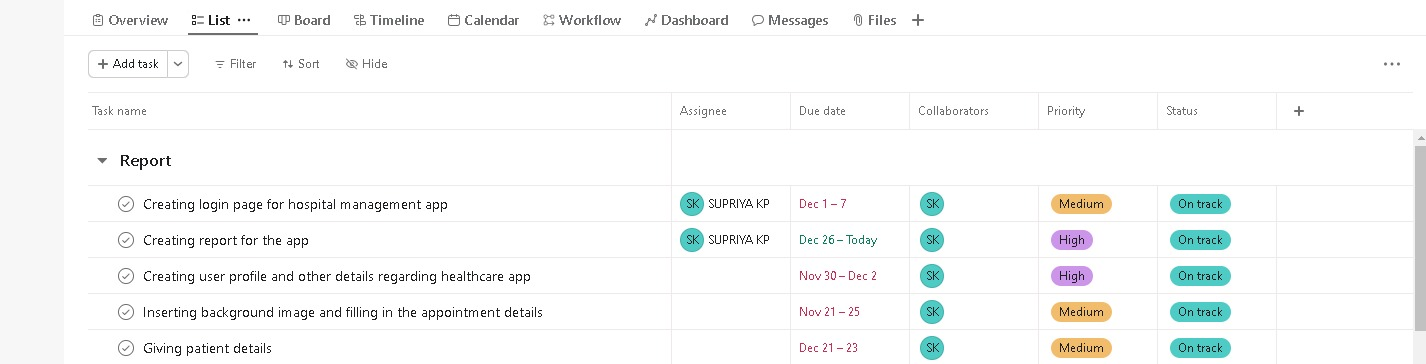 Overview List ... Board Timeline Calendar Workflow Dashboard Messages Files +
+ Add task Filter Sort Hide ...
Task name Assignee Due date Collaborators Priority Status +
Report
Creating login page for hospital management app SK SUPRIYA KP Dec 1 – 7 SK Medium On track
Creating report for the app SK SUPRIYA KP Dec 26 – Today SK High On track
Creating user profile and other details regarding healthcare app Nov 30 – Dec 2 SK High On track
Inserting background image and filling in the appointment details Nov 21 – 25 SK Medium On track
Giving patient details Dec 21 – 23 SK Medium On track